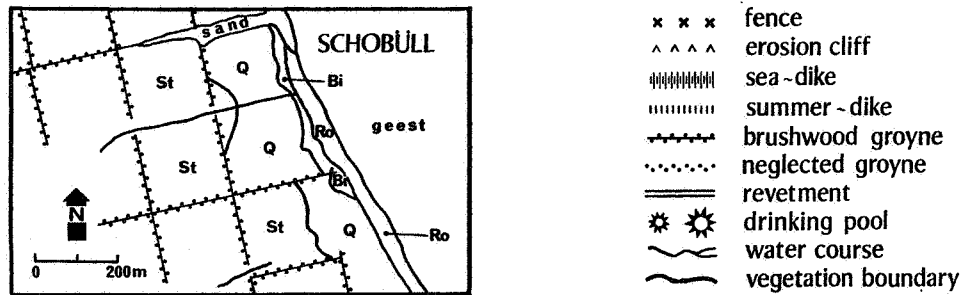 sand
SCHOBÜLL
St
Q
Bi
geest
Ro
Q
St
Bi
St
Q
Ro
N
0
200m
fence
erosion cliff
sea-dike
summer-dike
brushwood groyne
neglected groyne
revetment
drinking pool
water course
vegetation boundary